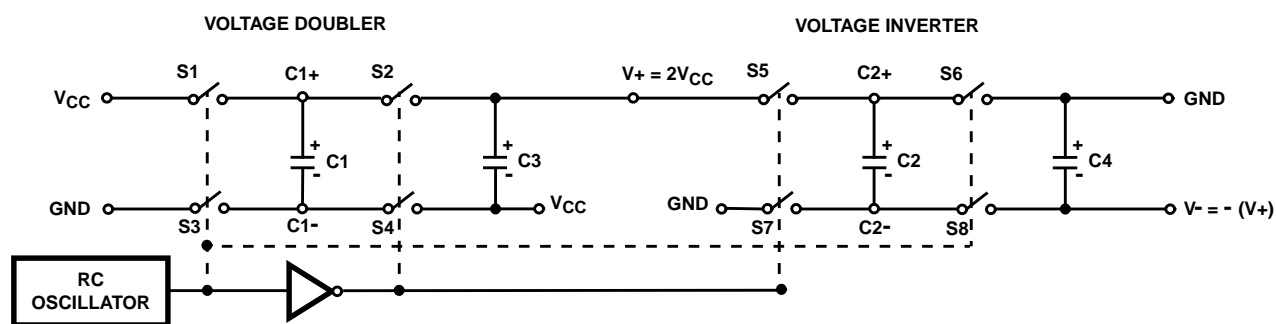 VOLTAGE DOUBLER
VOLTAGE INVERTER
S1
C1+
S2
V+ = 2VCC
S5
C2+
S6
VCC
GND
+
-
C1
+
-
C3
+
-
C2
+
-
C4
GND
S3
C1-
S4
VCC
GND
S7
C2-
S8
V- = - (V+)
RC
OSCILLATOR